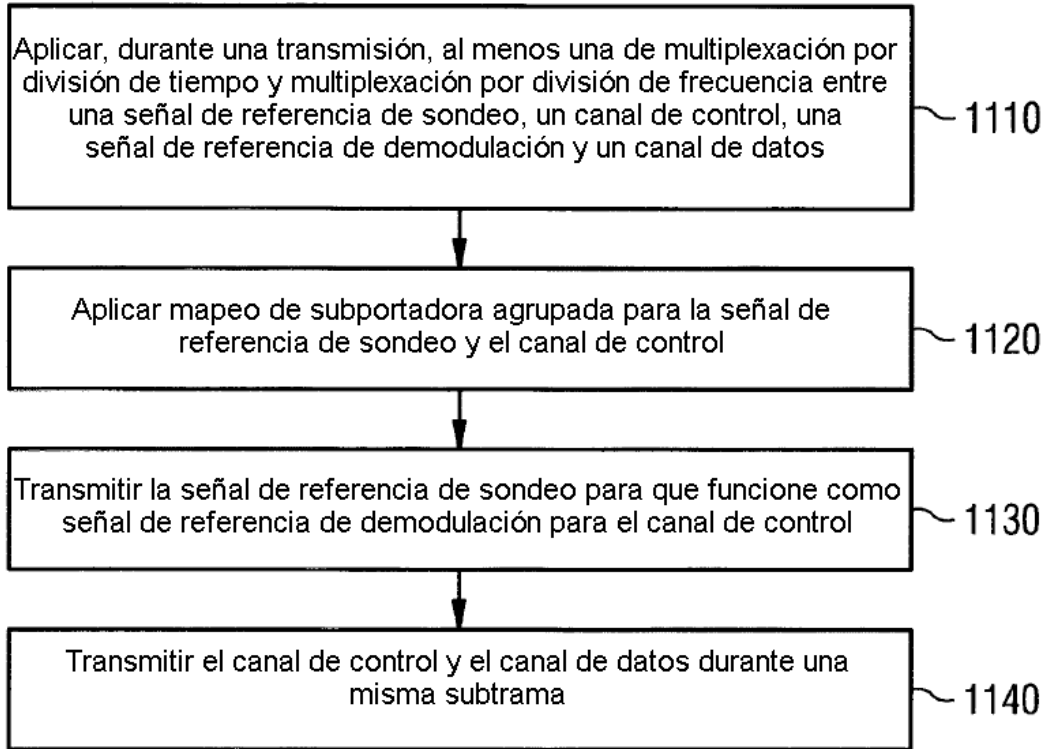 Aplicar, durante una transmisión, al menos una de multiplexación por
división de tiempo y multiplexación por división de frecuencia entre
una señal de referencia de sondeo, un canal de control, una
señal de referencia de demodulación y un canal de datos
1110
Aplicar mapeo de subportadora agrupada para la señal de
referencia de sondeo y el canal de control
1120
Transmitir la señal de referencia de sondeo para que funcione como
señal de referencia de demodulación para el canal de control
1130
Transmitir el canal de control y el canal de datos durante una
misma subtrama
1140